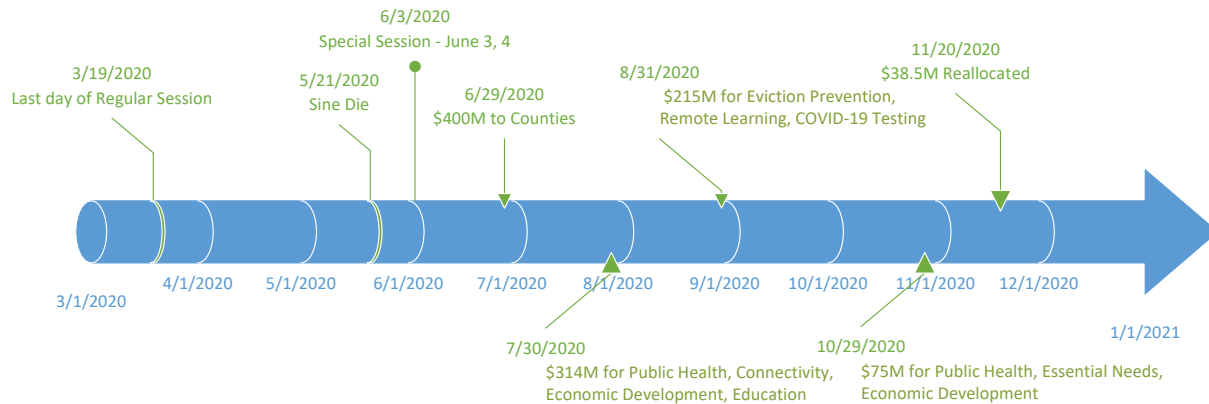 6/3/2020
Special Session - June 3, 4
3/19/2020
Last day of Regular Session
5/21/2020
Sine Die
6/29/2020
$400M to Counties
8/31/2020
$215M for Eviction Prevention,
Remote Learning, COVID-19 Testing
11/20/2020
$38.5M Reallocated
3/1/2020
4/1/2020
5/1/2020
6/1/2020
7/1/2020
8/1/2020
9/1/2020
10/1/2020
11/1/2020
12/1/2020
1/1/2021
7/30/2020
$314M for Public Health, Connectivity,
Economic Development, Education
10/29/2020
$75M for Public Health, Essential Needs,
Economic Development